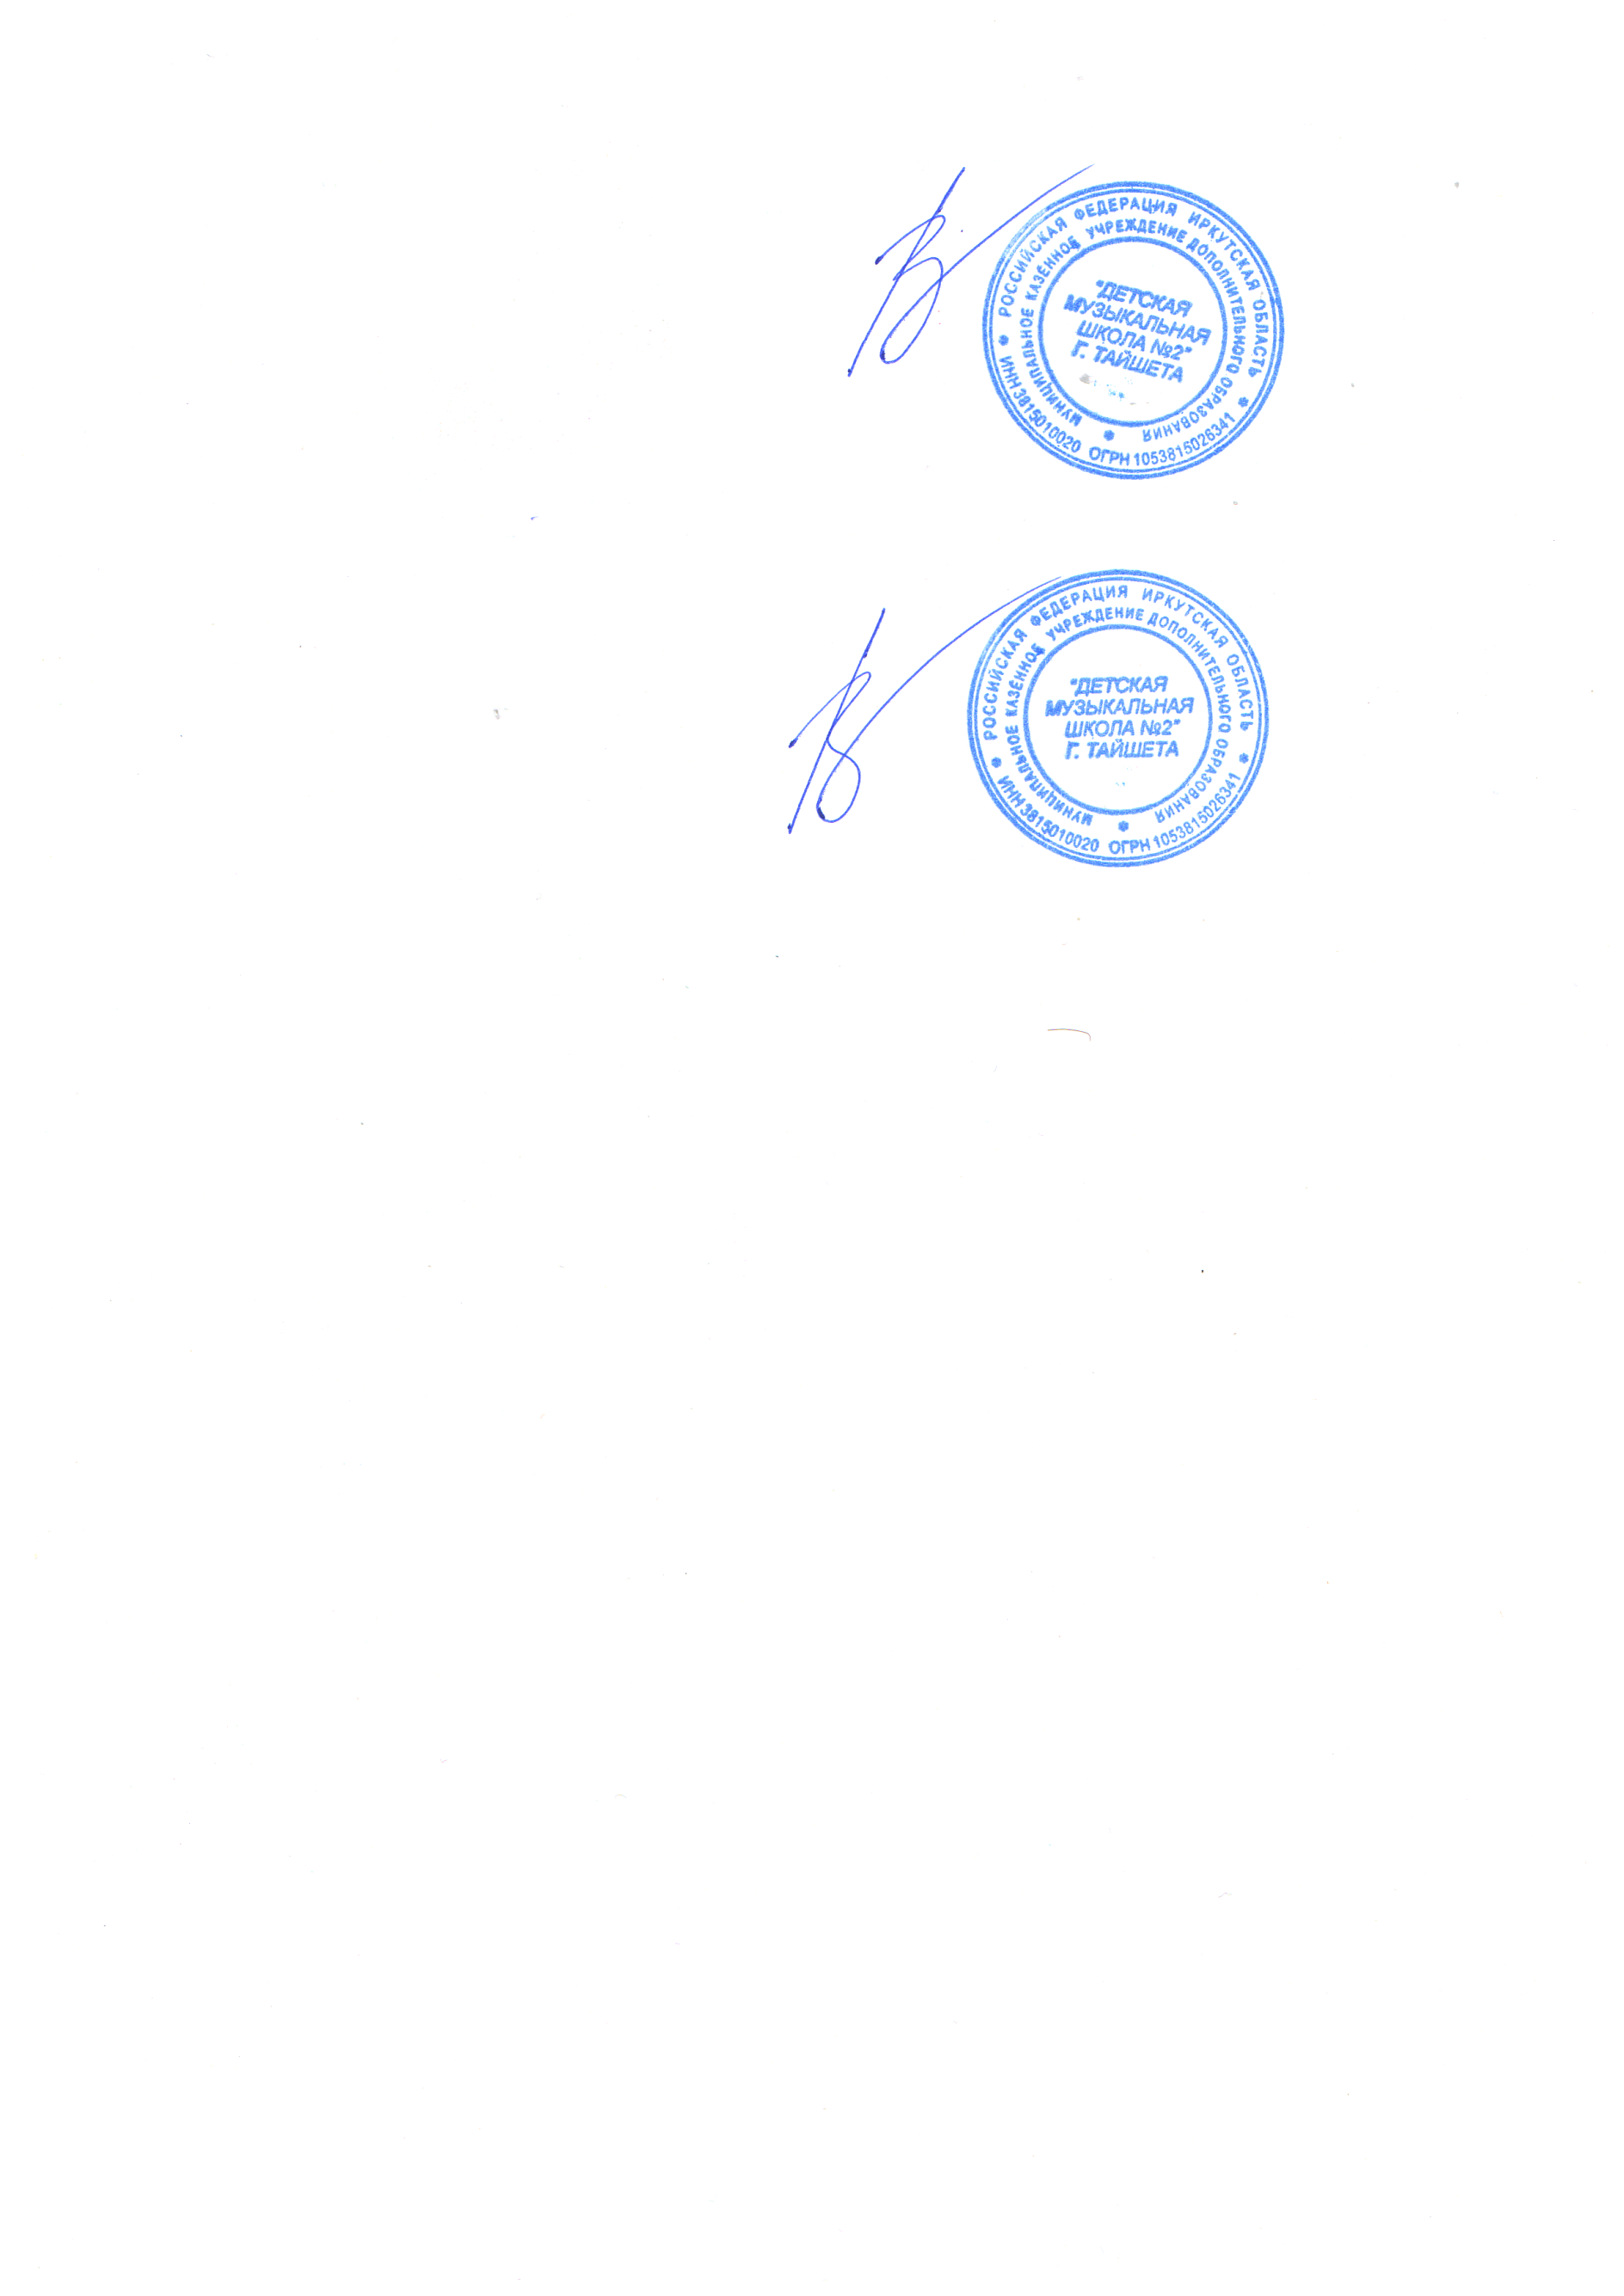 РОССИЙСКАЯ ФЕДЕРАЦИЯ ИРКУТСКАЯ ОБЛАСТЬ
ИНН 3815010020 ОГРН 1053815026341
МУНИЦИПАЛЬНОЕ КАЗЁННОЕ УЧРЕЖДЕНИЕ ДОПОЛНИТЕЛЬНОГО ОБРАЗОВАНИЯ
"ДЕТСКАЯ
МУЗЫКАЛЬНАЯ
ШКОЛА №2"
Г. ТАЙШЕТА
РОССИЙСКАЯ ФЕДЕРАЦИЯ ИРКУТСКАЯ ОБЛАСТЬ
ИНН 3815010020 ОГРН 1053815026341
МУНИЦИПАЛЬНОЕ КАЗЁННОЕ УЧРЕЖДЕНИЕ ДОПОЛНИТЕЛЬНОГО ОБРАЗОВАНИЯ
"ДЕТСКАЯ
МУЗЫКАЛЬНАЯ
ШКОЛА №2"
Г. ТАЙШЕТА